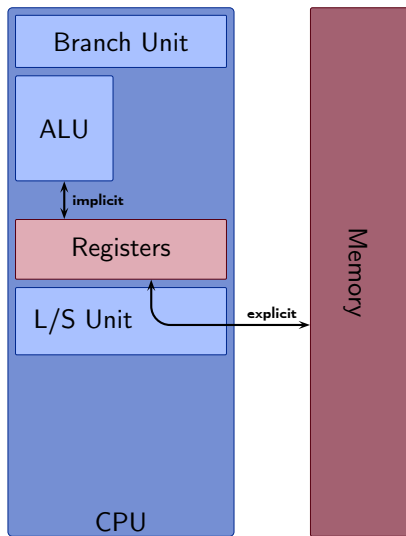 Branch Unit
ALU
implicit
Registers
L/S Unit
explicit
Memory
CPU